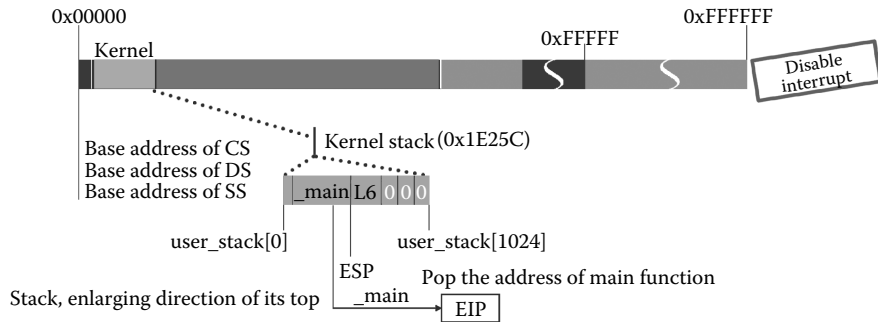 0x00000
0xFFFFFF
Kernel
0xFFFFF
Disable
interrupt
Kernel stack (0x1E25C)
Base address of CS
Base address of DS
Base address of SS
_main L6 0 0 0
user_stack[0]
user_stack[1024]
ESP
Pop the address of main function
Stack, enlarging direction of its top
_main
EIP